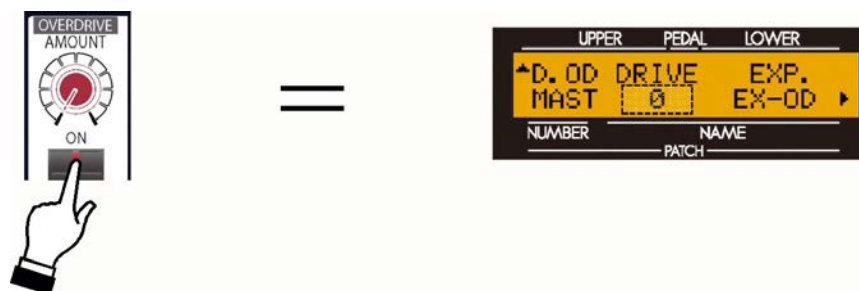 OVERDRIVE
AMOUNT
ON
=
UPPER PEDAL LOWER
D. OD DRIVE EXP.
MAST 0 EX-OD
NUMBER NAME
PATCH